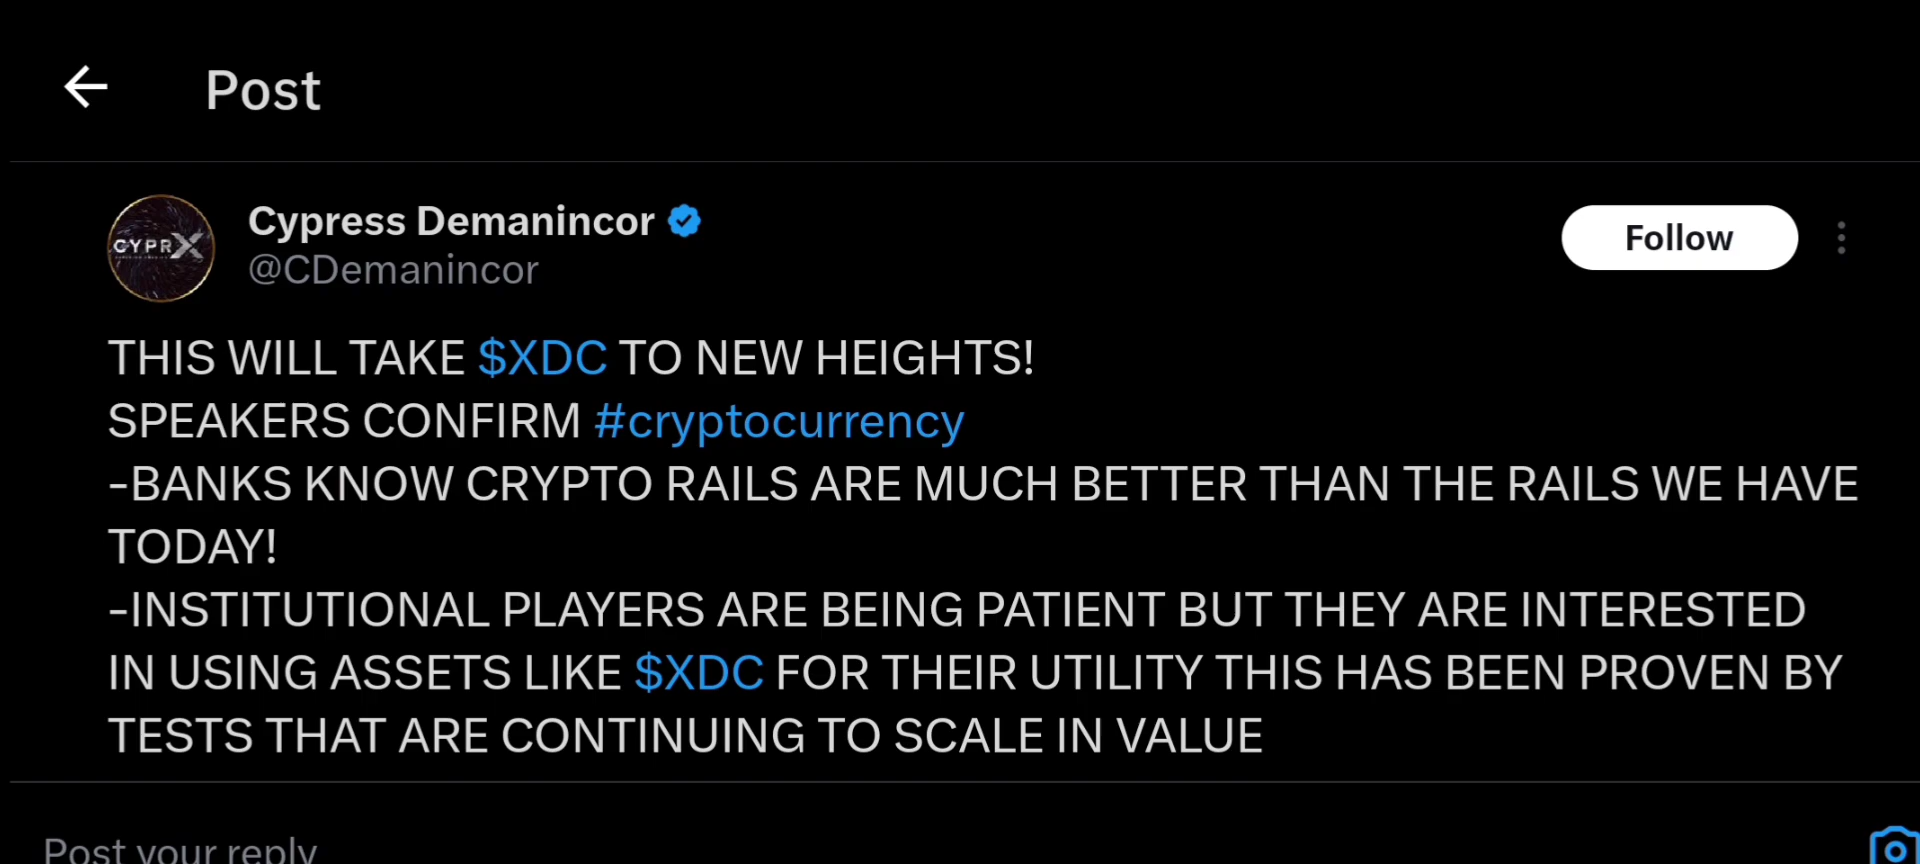 Post
Cypress Demanincor
@CDemanincor
Follow
CYPRX
THIS WILL TAKE $XDC TO NEW HEIGHTS!
SPEAKERS CONFIRM #cryptocurrency
-BANKS KNOW CRYPTO RAILS ARE MUCH BETTER THAN THE RAILS WE HAVE
TODAY!
-INSTITUTIONAL PLAYERS ARE BEING PATIENT BUT THEY ARE INTERESTED
IN USING ASSETS LIKE $XDC FOR THEIR UTILITY THIS HAS BEEN PROVEN BY
TESTS THAT ARE CONTINUING TO SCALE IN VALUE
Post your reply